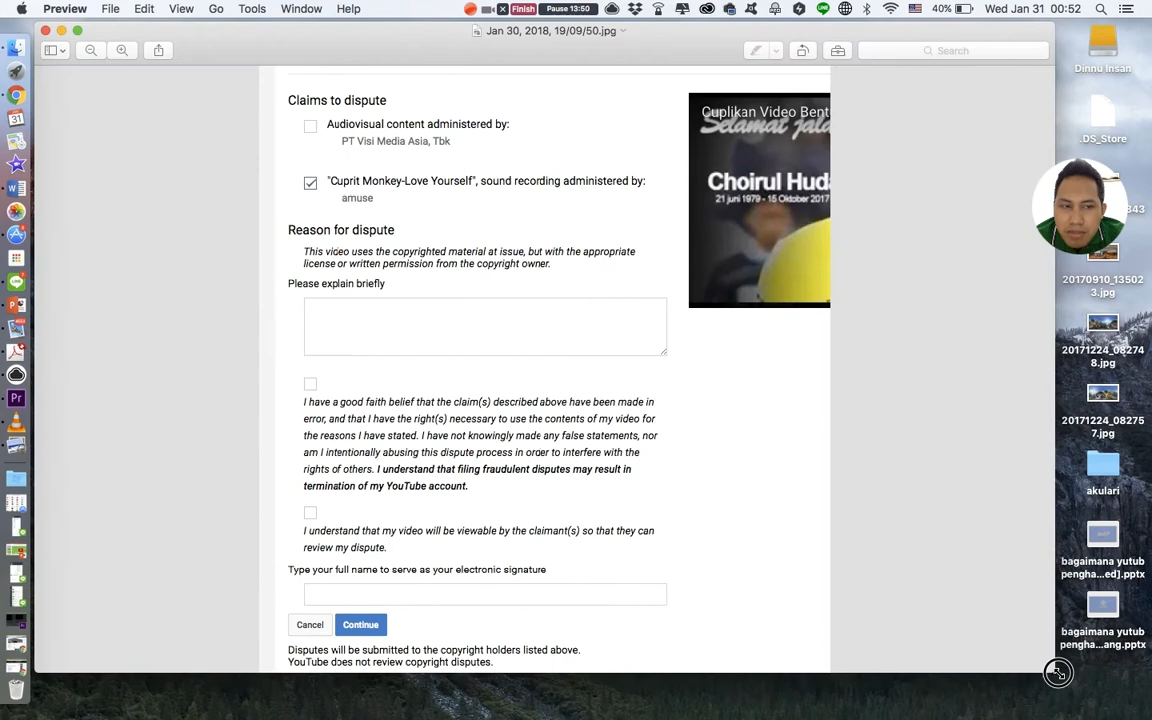 Preview File Edit View Go Tools Window Help Finish Pause 13:50 40% Wed Jan 31 00:52
Jan 30, 2018, 19/09/50.jpg
Search
Claims to dispute
Audiovisual content administered by:
PT Visi Media Asia, Tbk
"Cuprit Monkey-Love Yourself", sound recording administered by:
amuse
Reason for dispute
This video uses the copyrighted material at issue, but with the appropriate
license or written permission from the copyright owner.
Please explain briefly
I have a good faith belief that the claim(s) described above have been made in
error, and that I have the right(s) necessary to use the contents of my video for
the reasons I have stated. I have not knowingly made any false statements, nor
am I intentionally abusing this dispute process in order to interfere with the
rights of others. I understand that filing fraudulent disputes may result in
termination of my YouTube account.
I understand that my video will be viewable by the claimant(s) so that they can
review my dispute.
Type your full name to serve as your electronic signature
Cancel
Continue
Disputes will be submitted to the copyright holders listed above.
YouTube does not review copyright disputes.
Cuplikan Video Bent
Selamat jala
Choirul Huda
21 juni 1979 - 15 Oktober 2017
Dinnu Insan
.DS_Store
343
20170910_13502
3.jpg
20171224_08274
8.jpg
20171224_08275
7.jpg
akulari
bagaimana yutub
pengha...ed].pptx
bagaimana yutub
pengha...ang.pptx
31
W
P
Pr